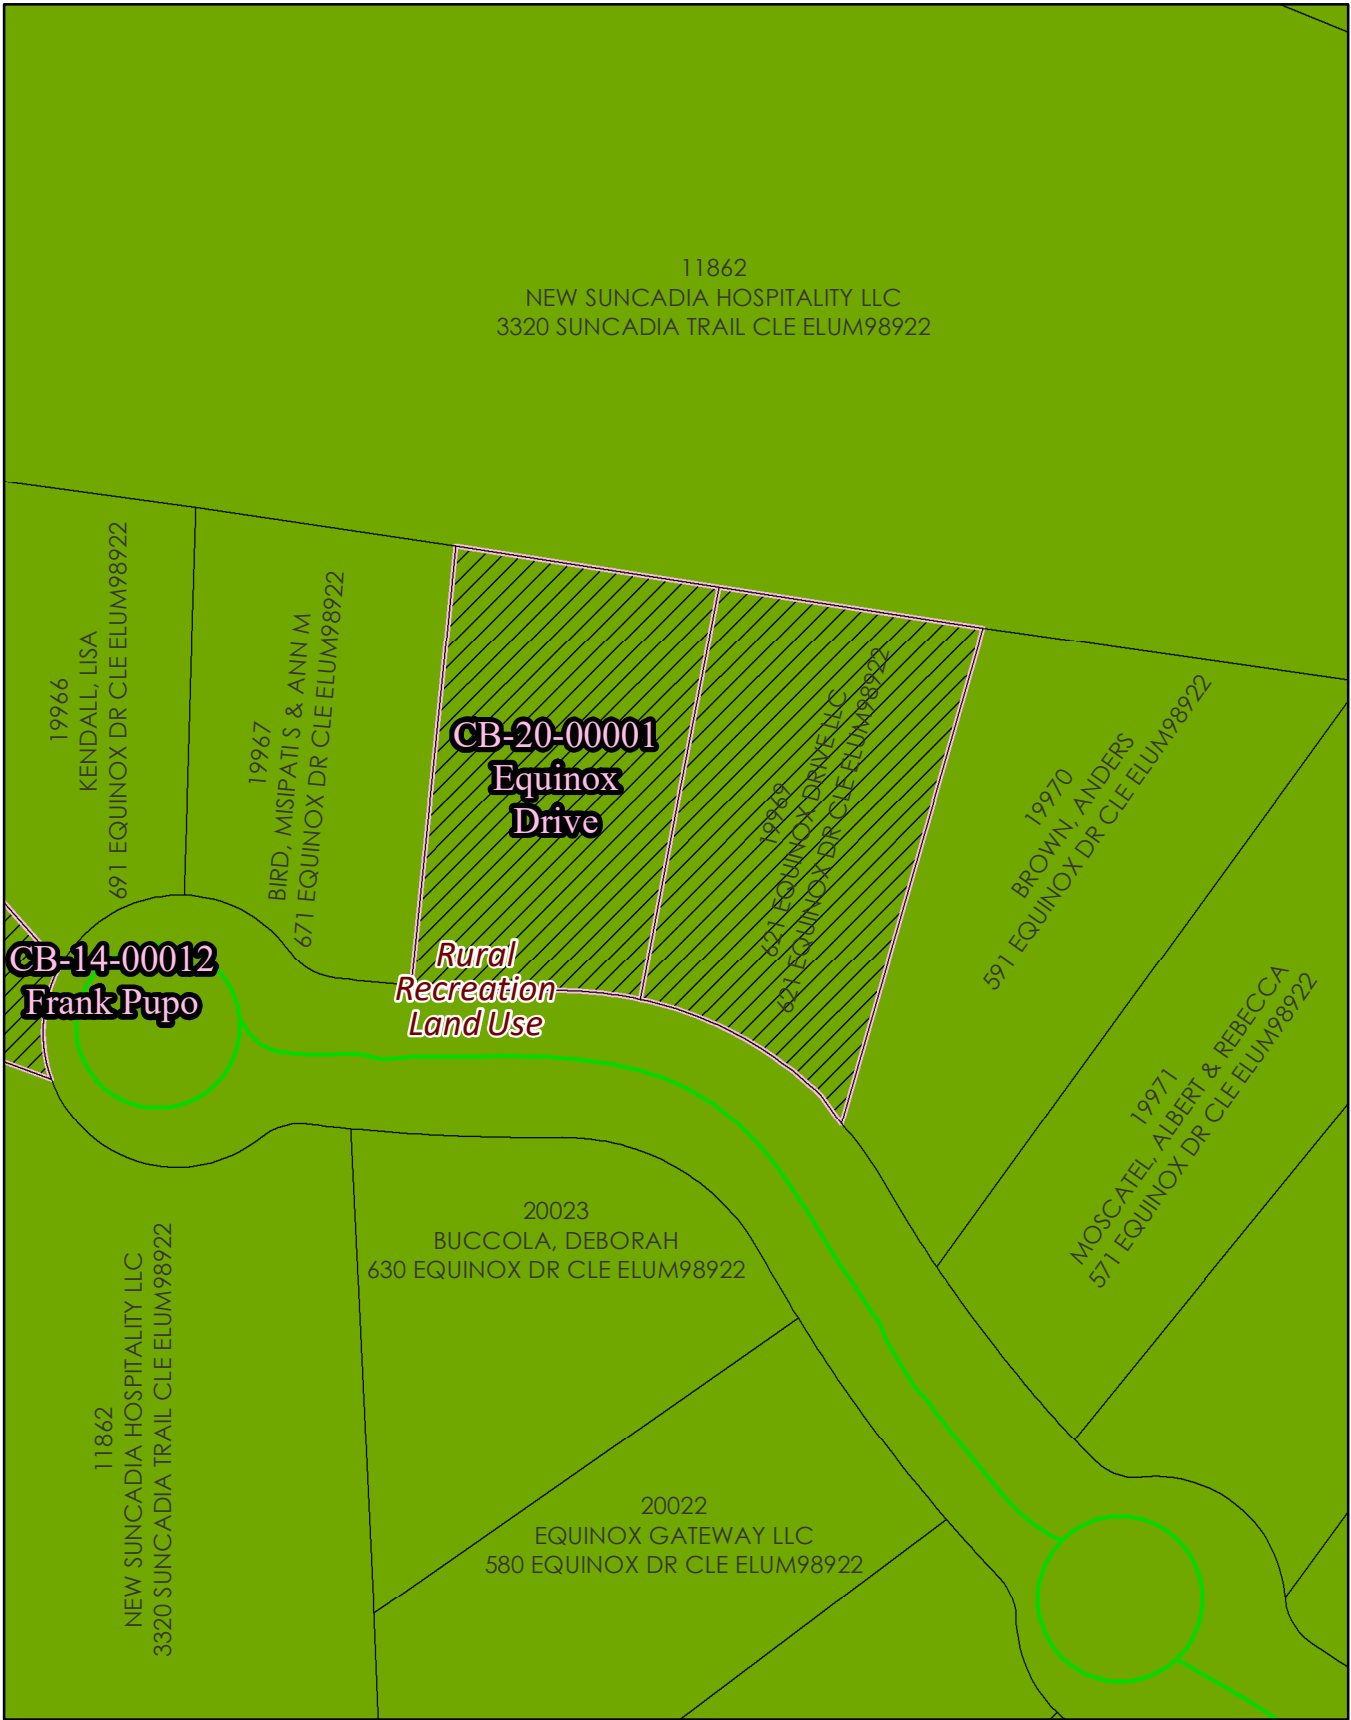 11862
NEW SUNCADIA HOSPITALITY LLC
3320 SUNCADIA TRAIL CLE ELUM98922
19966
KENDALL, LISA
691 EQUINOX DR CLE ELUM98922
19967
BIRD, MISIPATI S & ANN M
671 EQUINOX DR CLE ELUM98922
CB-20-00001
Equinox
Drive
19969
621 EQUINOX DRIVE LLC
621 EQUINOX DR CLE ELUM98922
19970
BROWN, ANDERS
591 EQUINOX DR CLE ELUM98922
CB-14-00012
Frank Pupo
Rural
Recreation
Land Use
19971
MOSCATEL, ALBERT & REBECCA
571 EQUINOX DR CLE ELUM98922
20023
BUCCOLA, DEBORAH
630 EQUINOX DR CLE ELUM98922
11862
NEW SUNCADIA HOSPITALITY LLC
3320 SUNCADIA TRAIL CLE ELUM98922
20022
EQUINOX GATEWAY LLC
580 EQUINOX DR CLE ELUM98922